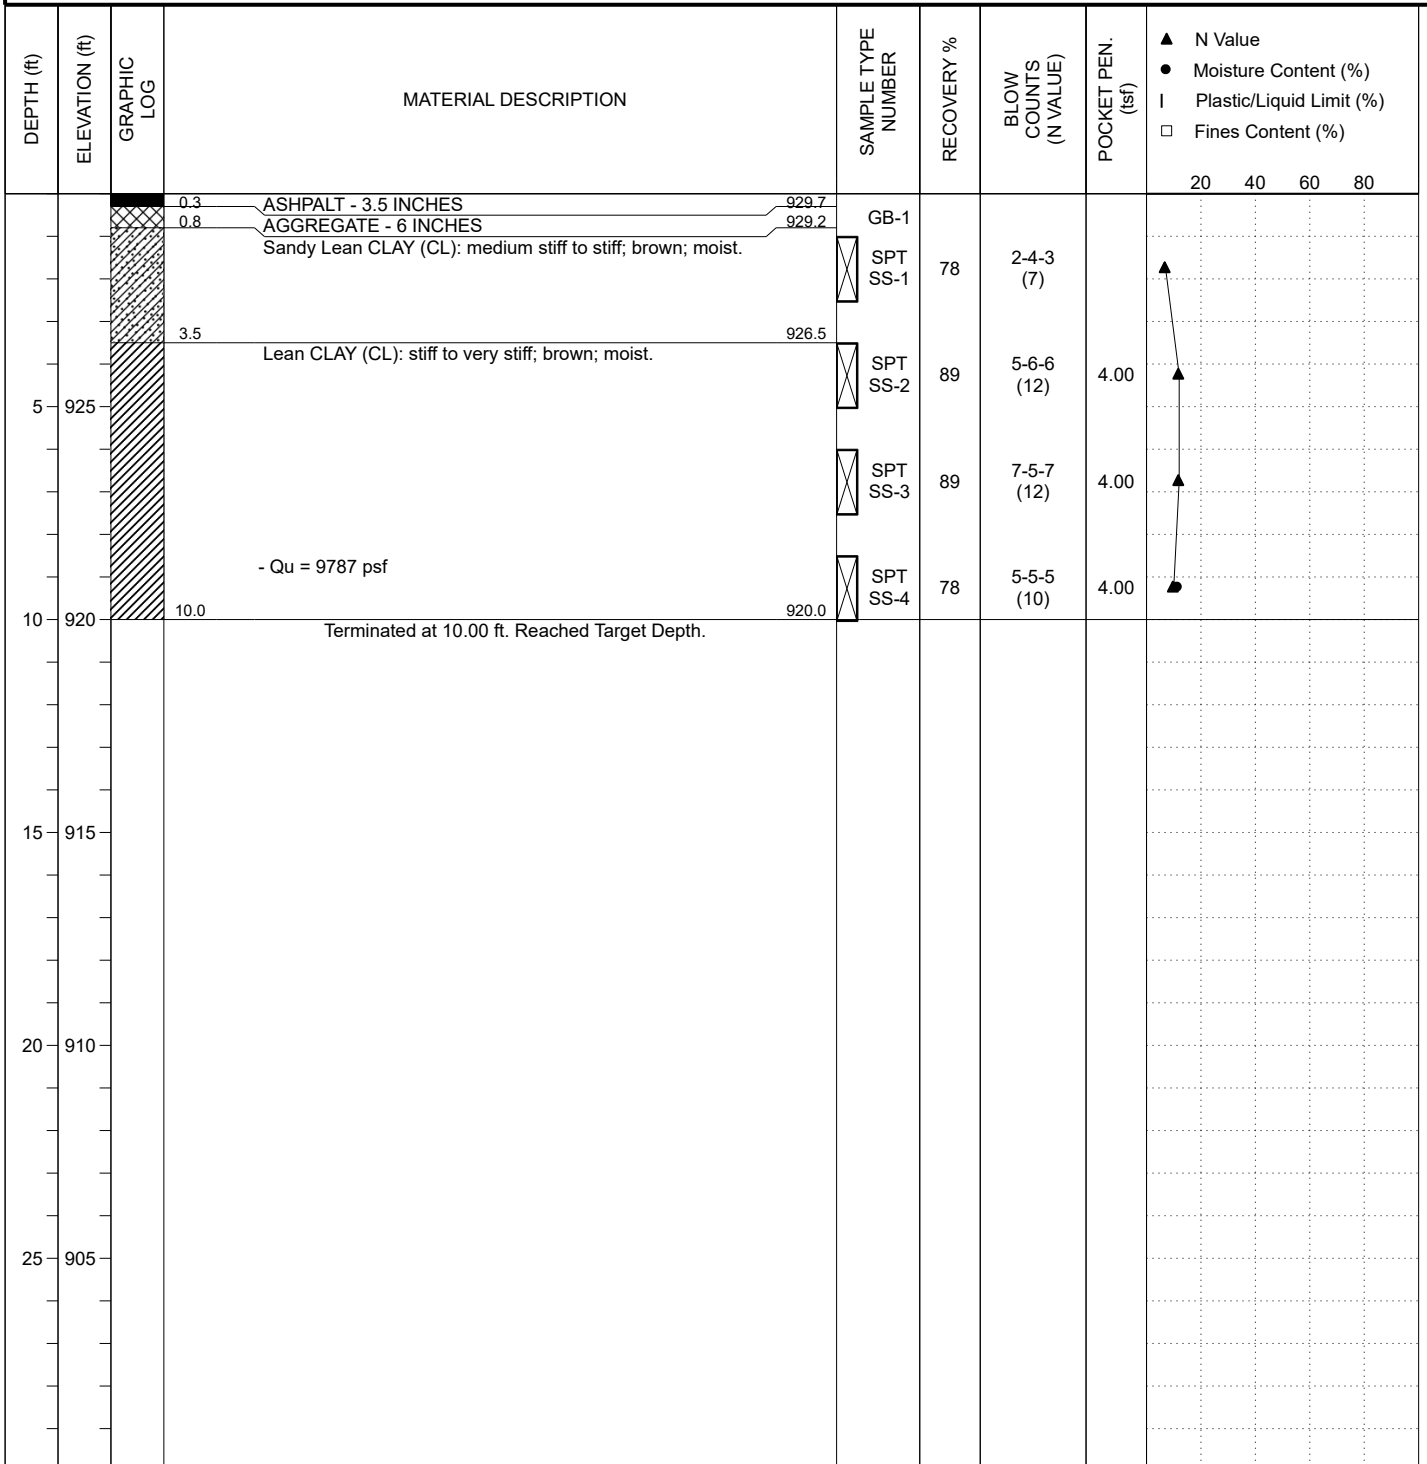 DEPTH (ft)
ELEVATION (ft)
GRAPHIC
LOG
MATERIAL DESCRIPTION
SAMPLE TYPE
NUMBER
RECOVERY %
BLOW
COUNTS
(N VALUE)
POCKET PEN.
(tsf)
▲ N Value
● Moisture Content (%)
| Plastic/Liquid Limit (%)
□ Fines Content (%)
20 40 60 80
0.3 ASHPALT - 3.5 INCHES 929.7
0.8 AGGREGATE - 6 INCHES 929.2
GB-1
Sandy Lean CLAY (CL): medium stiff to stiff; brown; moist.
SPT
SS-1
78
2-4-3
(7)
3.5 926.5
Lean CLAY (CL): stiff to very stiff; brown; moist.
SPT
SS-2
89
5-6-6
(12)
4.00
5 925
SPT
SS-3
89
7-5-7
(12)
4.00
- Qu = 9787 psf
SPT
SS-4
78
5-5-5
(10)
4.00
10.0 920.0
10 920
Terminated at 10.00 ft. Reached Target Depth.
15 915
20 910
25 905